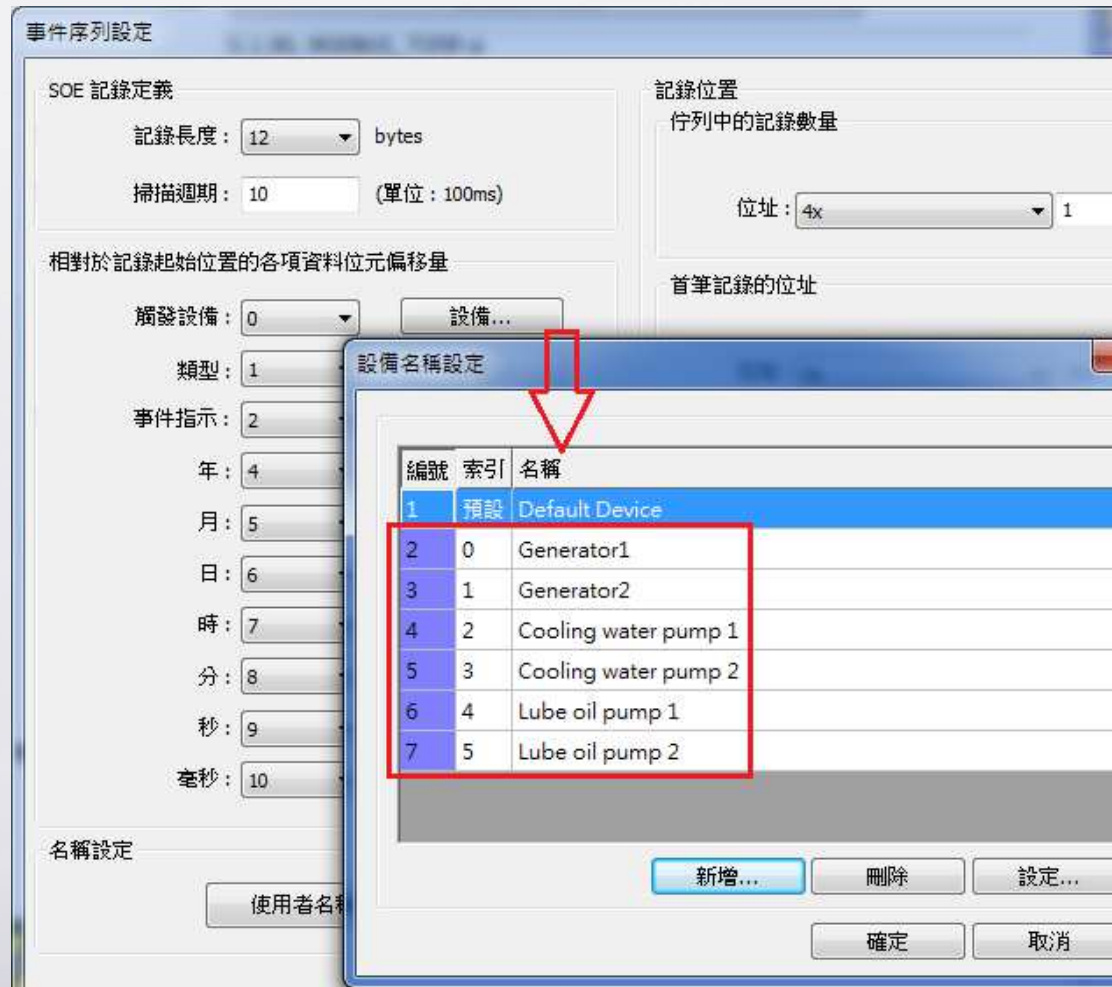 事件序列設定
SOE 記錄定義
記錄長度： 12 bytes
掃描週期： 10 (單位：100ms)
記錄位置
佇列中的記錄數量
位址： 4x 1
首筆記錄的位址
相對於記錄起始位置的各項資料位元偏移量
觸發設備： 0 設備...
類型： 1
事件指示： 2
年： 4
月： 5
日： 6
時： 7
分： 8
秒： 9
毫秒： 10
名稱設定
使用者名
設備名稱設定
編號 索引 名稱
1 預設 Default Device
2 0 Generator1
3 1 Generator2
4 2 Cooling water pump 1
5 3 Cooling water pump 2
6 4 Lube oil pump 1
7 5 Lube oil pump 2
新增... 刪除 設定...
確定 取消